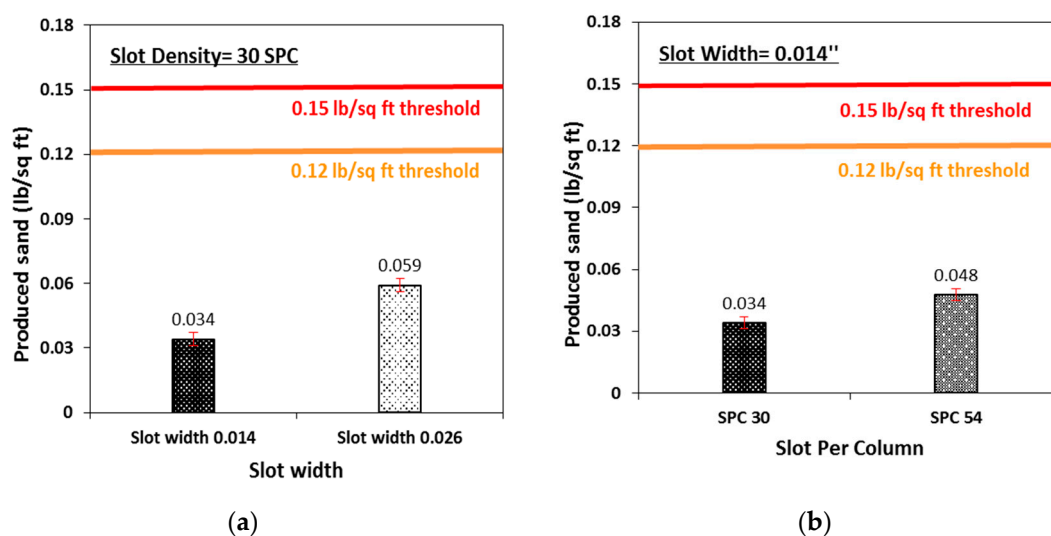 Produced sand (lb/sq ft)
0.18
0.15
0.12
0.09
0.06
0.03
0
Slot Density= 30 SPC
0.15 lb/sq ft threshold
0.12 lb/sq ft threshold
0.034
0.059
Slot width 0.014
Slot width 0.026
Slot width
(a)
Produced sand (lb/sq ft)
0.18
0.15
0.12
0.09
0.06
0.03
0
Slot Width= 0.014''
0.15 lb/sq ft threshold
0.12 lb/sq ft threshold
0.034
0.048
SPC 30
SPC 54
Slot Per Column
(b)